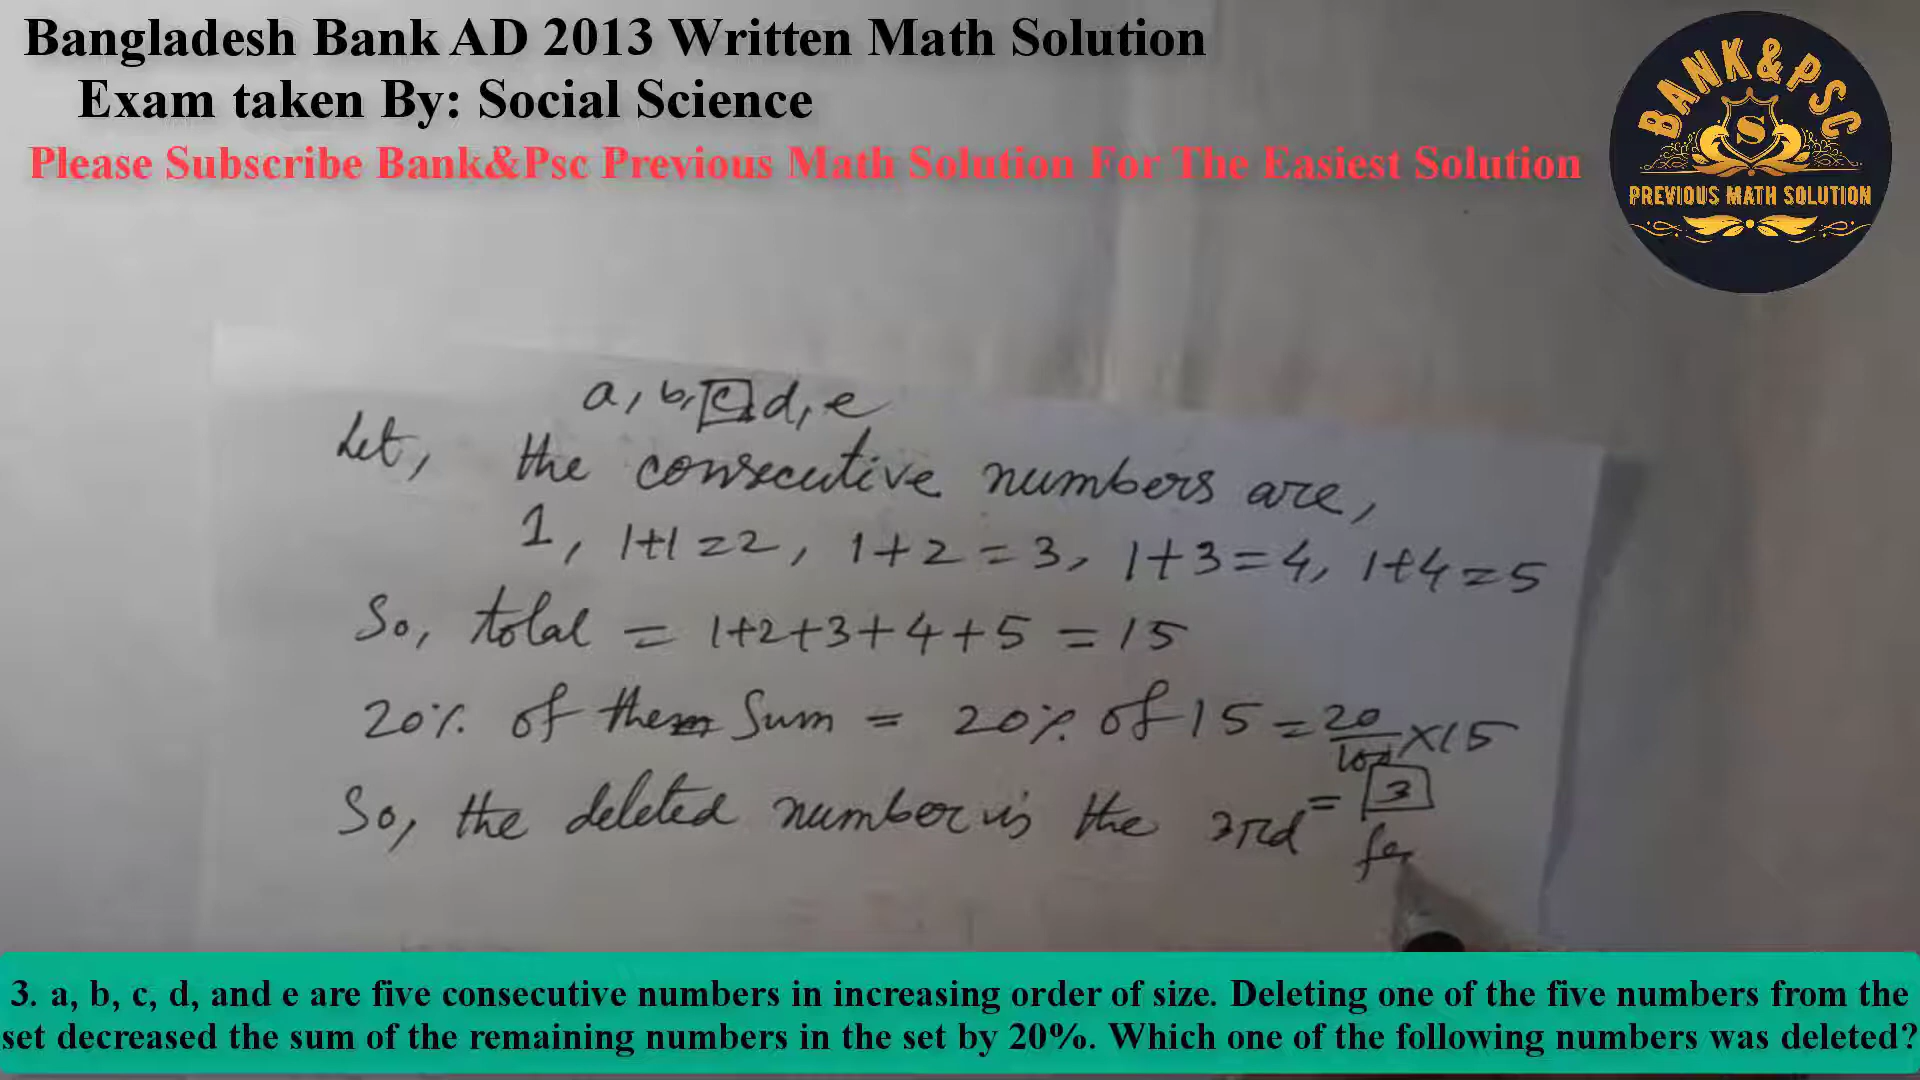 Bangladesh Bank AD 2013 Written Math Solution
Exam taken By: Social Science
Please Subscribe Bank&Psc Previous Math Solution For The Easiest Solution
BANK&PSC
S
PREVIOUS MATH SOLUTION
a, b, c, d, e
Let, the consecutive numbers are,
1, 1+1=2, 1+2=3, 1+3=4, 1+4=5
So, total = 1+2+3+4+5 = 15
20% of the Sum = 20% of 15 = 20/100 × 15
= 3
So, the deleted number is the 3rd
3. a, b, c, d, and e are five consecutive numbers in increasing order of size. Deleting one of the five numbers from the
set decreased the sum of the remaining numbers in the set by 20%. Which one of the following numbers was deleted?